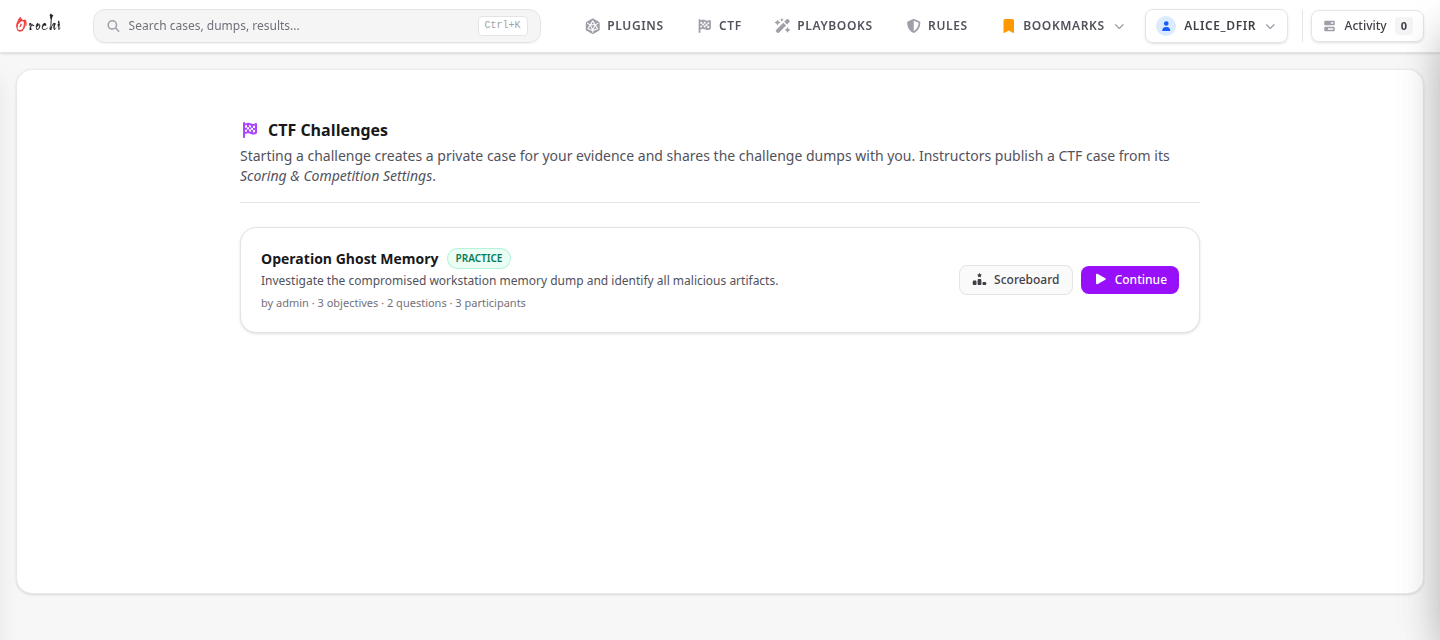 Orochi
Search cases, dumps, results...
Ctrl+K
PLUGINS
CTF
PLAYBOOKS
RULES
BOOKMARKS
ALICE_DFIR
Activity
0
CTF Challenges
Starting a challenge creates a private case for your evidence and shares the challenge dumps with you. Instructors publish a CTF case from its
Scoring & Competition Settings.
Operation Ghost Memory
PRACTICE
Investigate the compromised workstation memory dump and identify all malicious artifacts.
by admin · 3 objectives · 2 questions · 3 participants
Scoreboard
Continue